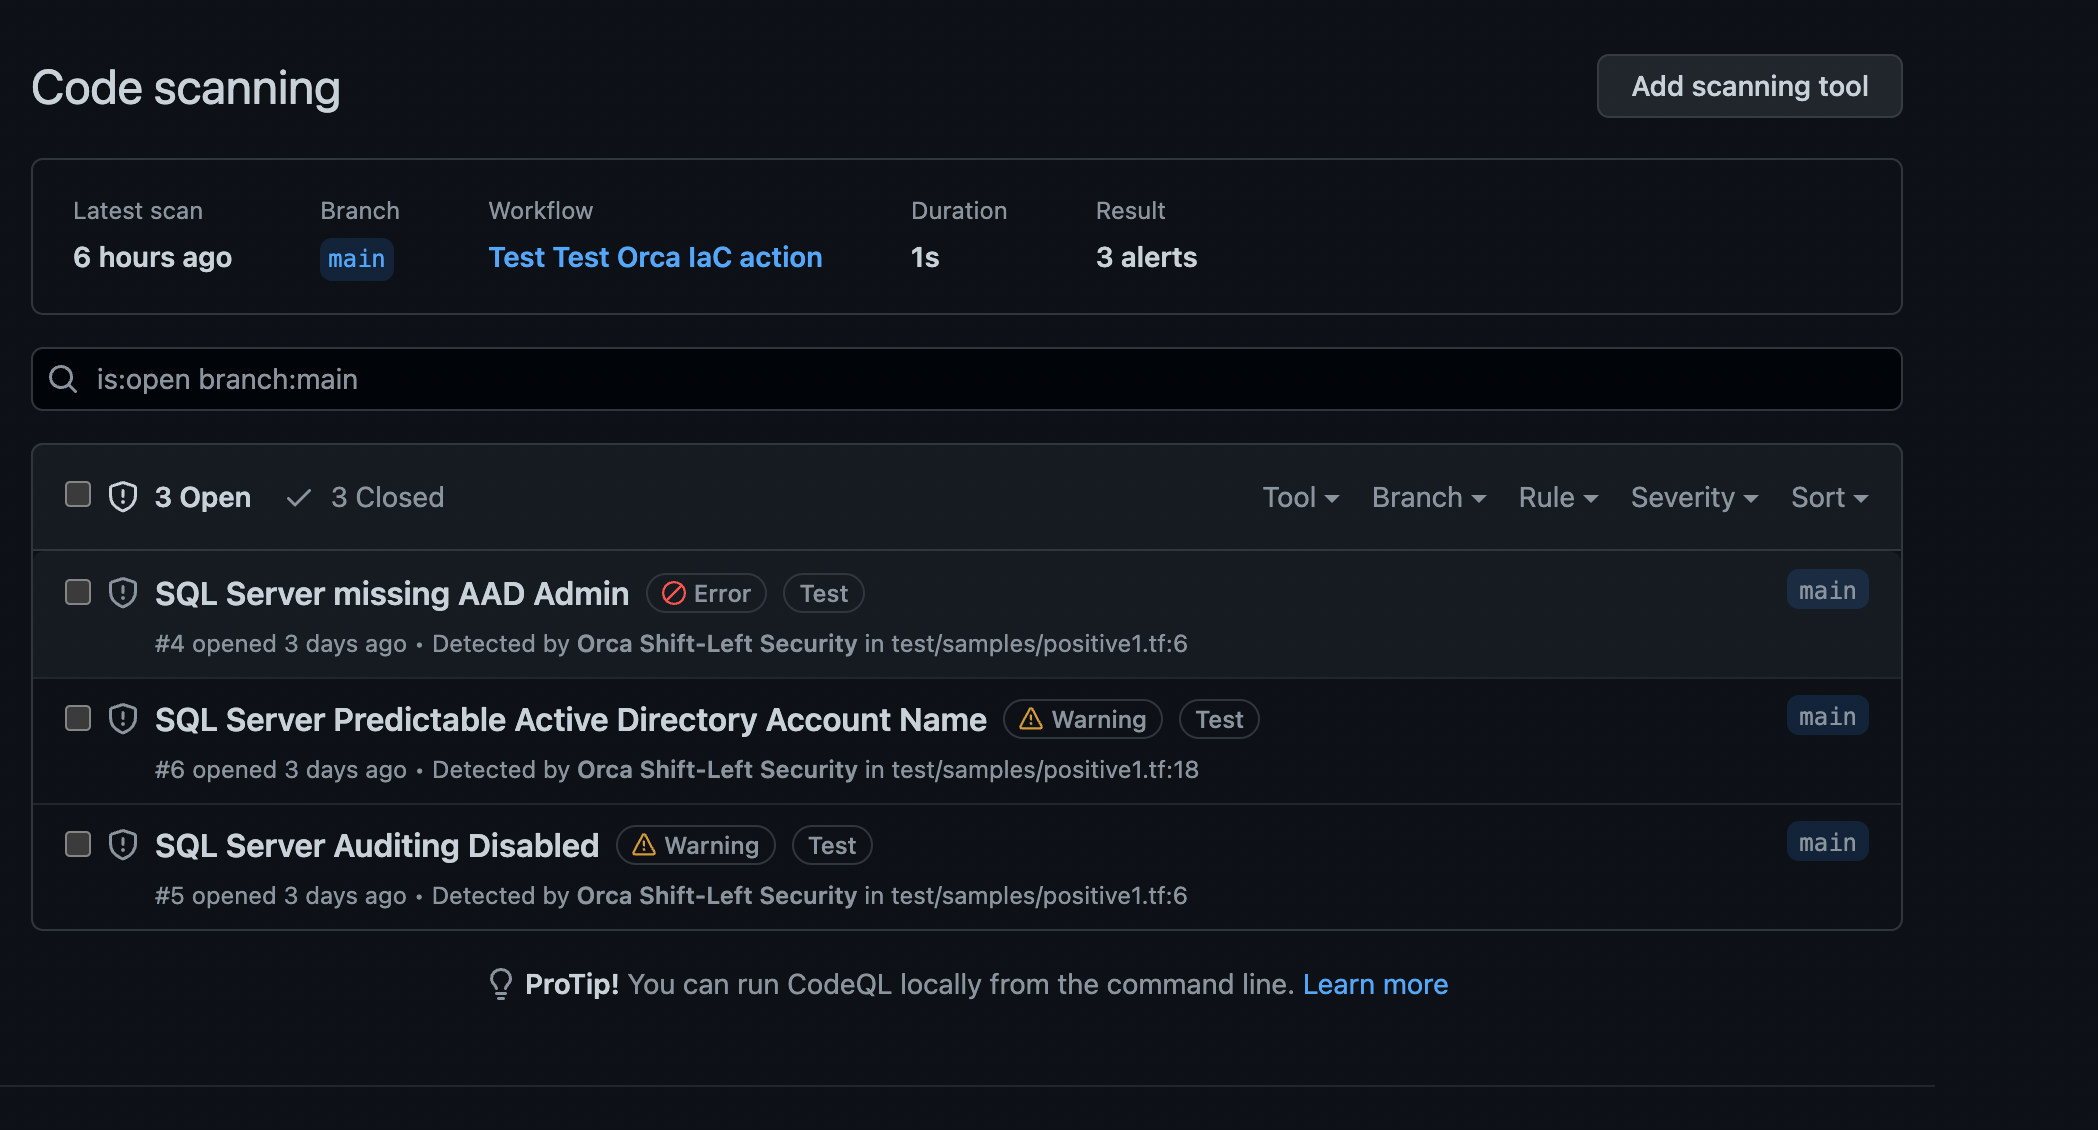 Code scanning
Add scanning tool
Latest scan Branch Workflow Duration Result
6 hours ago main Test Test Orca IaC action 1s 3 alerts
is:open branch:main
3 Open 3 Closed Tool Branch Rule Severity Sort
SQL Server missing AAD Admin Error Test main
#4 opened 3 days ago • Detected by Orca Shift-Left Security in test/samples/positive1.tf:6
SQL Server Predictable Active Directory Account Name Warning Test main
#6 opened 3 days ago • Detected by Orca Shift-Left Security in test/samples/positive1.tf:18
SQL Server Auditing Disabled Warning Test main
#5 opened 3 days ago • Detected by Orca Shift-Left Security in test/samples/positive1.tf:6
ProTip! You can run CodeQL locally from the command line. Learn more